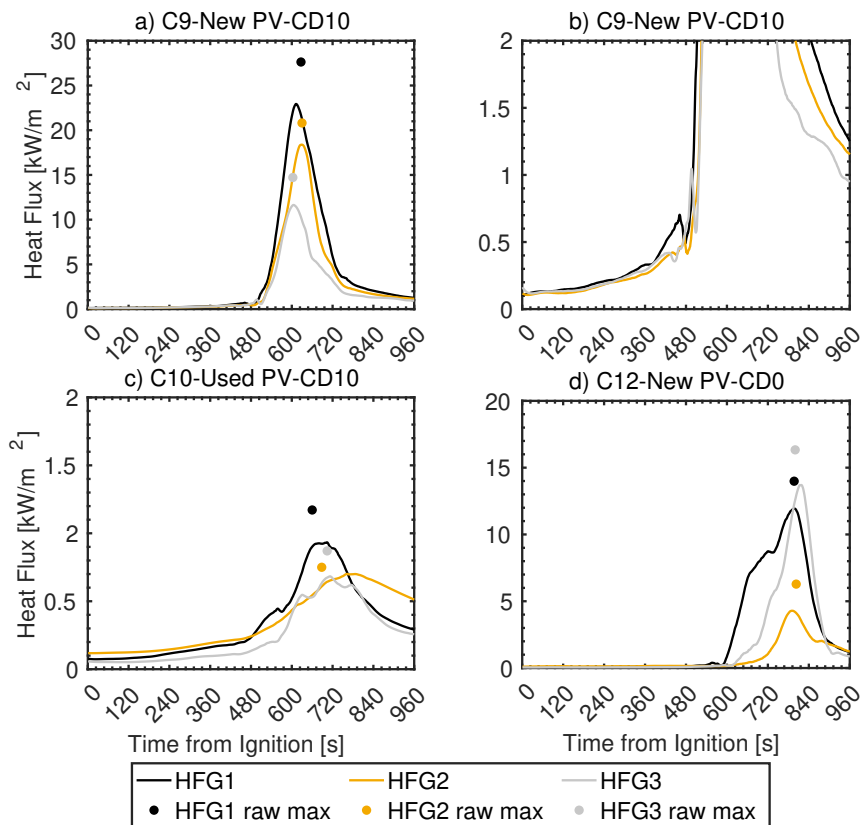 a) C9-New PV-CD10
b) C9-New PV-CD10
Heat Flux [kW/m 2]
30
25
20
15
10
5
0
2
1.5
1
0.5
0
0 120 240 360 480 600 720 840 960
0 120 240 360 480 600 720 840 960
c) C10-Used PV-CD10
d) C12-New PV-CD0
Heat Flux [kW/m 2]
2
1.5
2
0.5
0
20
15
10
5
0
0 120 240 360 480 600 720 840 960
0 120 240 360 480 600 720 840 960
Time from Ignition [s]
Time from Ignition [s]
HFG1 HFG2 HFG3
HFG1 raw max HFG2 raw max HFG3 raw max